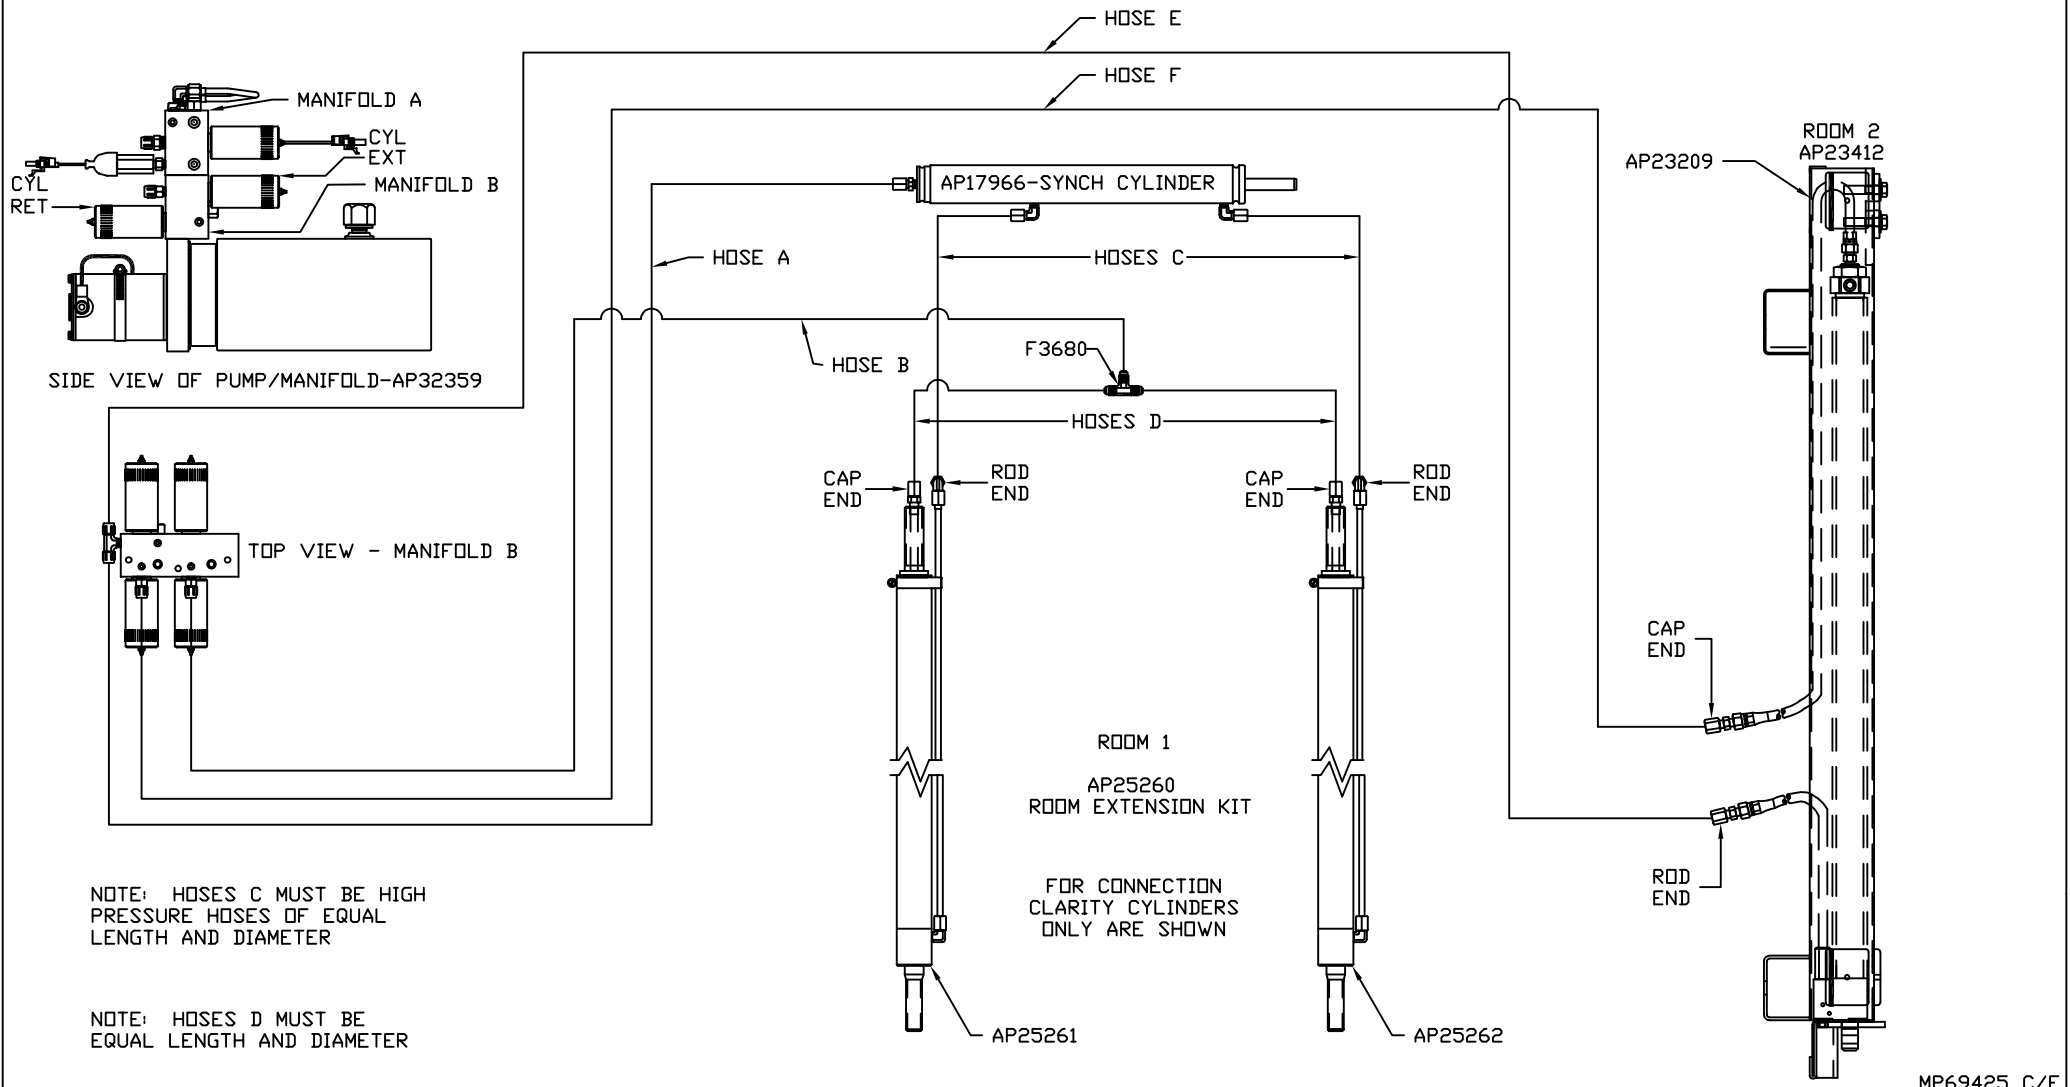 HOSE E
HOSE F
MANIFOLD A
CYL
EXT
MANIFOLD B
CYL
RET
SIDE VIEW OF PUMP/MANIFOLD-AP32359
AP17966-SYNCH CYLINDER
ROOM 2
AP23412
AP23209
HOSE A
HOSES C
HOSE B
F3680
HOSES D
CAP
END
ROD
END
CAP
END
ROD
END
TOP VIEW - MANIFOLD B
CAP
END
ROOM 1
AP25260
ROOM EXTENSION KIT
FOR CONNECTION
CLARITY CYLINDERS
ONLY ARE SHOWN
ROD
END
NOTE: HOSES C MUST BE HIGH
PRESSURE HOSES OF EQUAL
LENGTH AND DIAMETER
NOTE: HOSES D MUST BE
EQUAL LENGTH AND DIAMETER
AP25261
AP25262